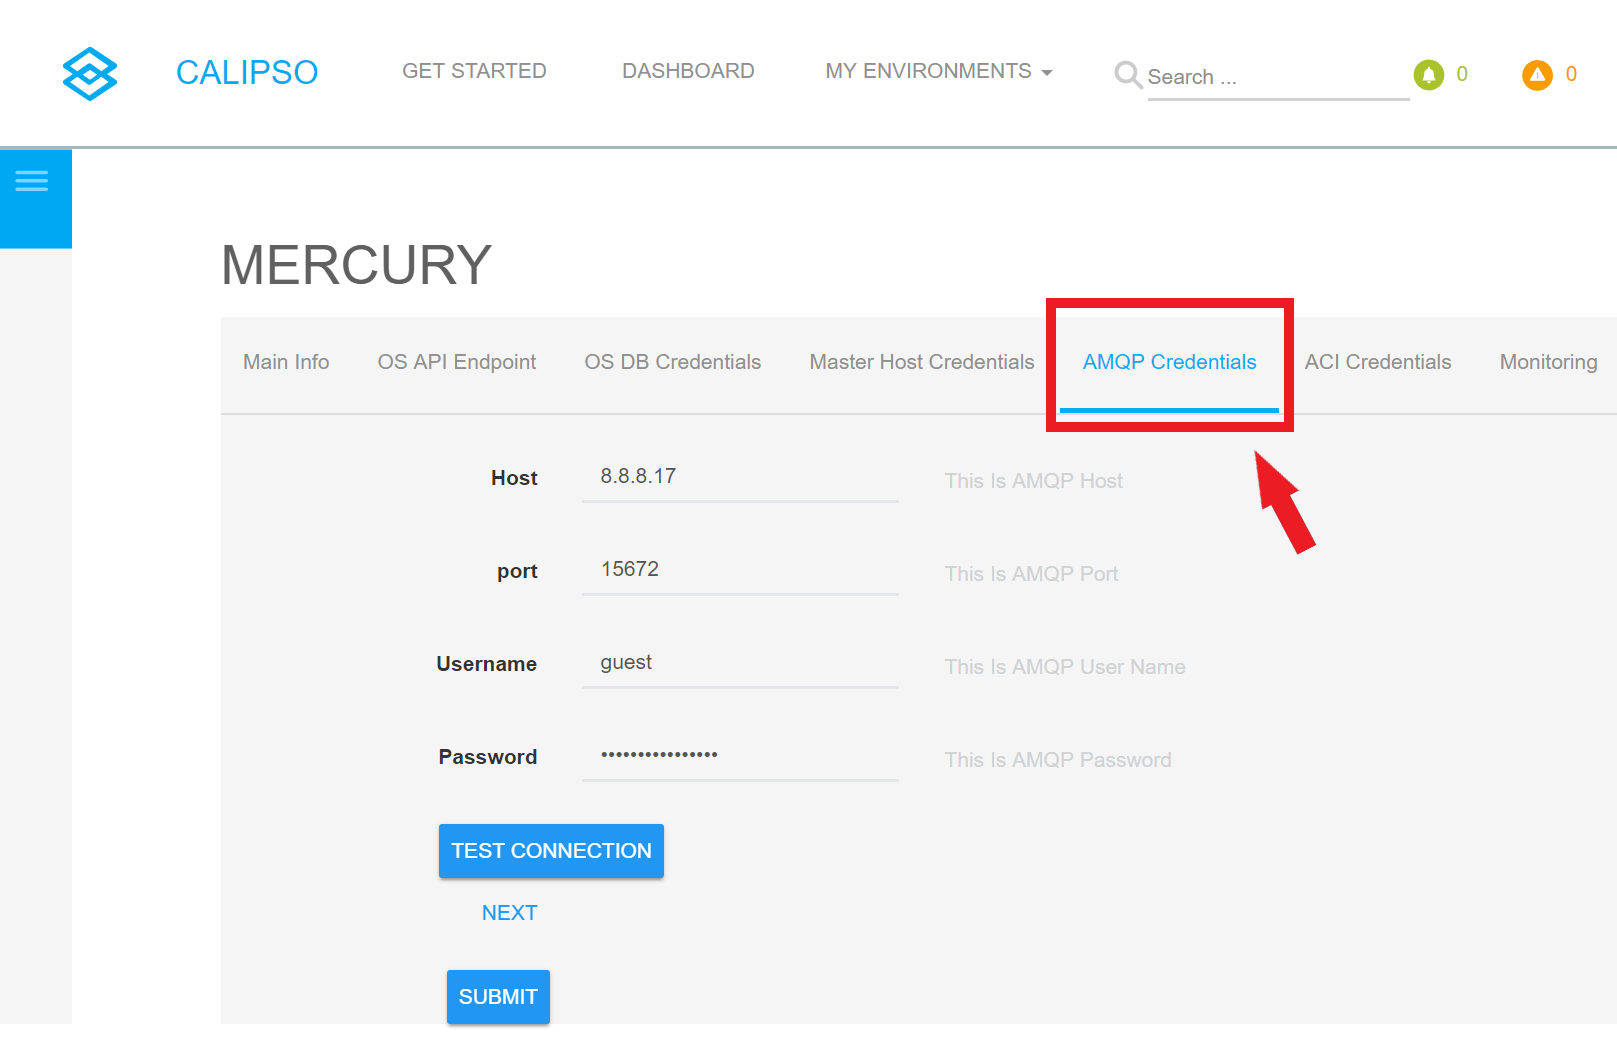 CALIPSO GET STARTED DASHBOARD MY ENVIRONMENTS Search ... 0 0
MERCURY
Main Info OS API Endpoint OS DB Credentials Master Host Credentials AMQP Credentials ACI Credentials Monitoring
Host 8.8.8.17 This Is AMQP Host
port 15672 This Is AMQP Port
Username guest This Is AMQP User Name
Password •••••••••••••••• This Is AMQP Password
TEST CONNECTION
NEXT
SUBMIT